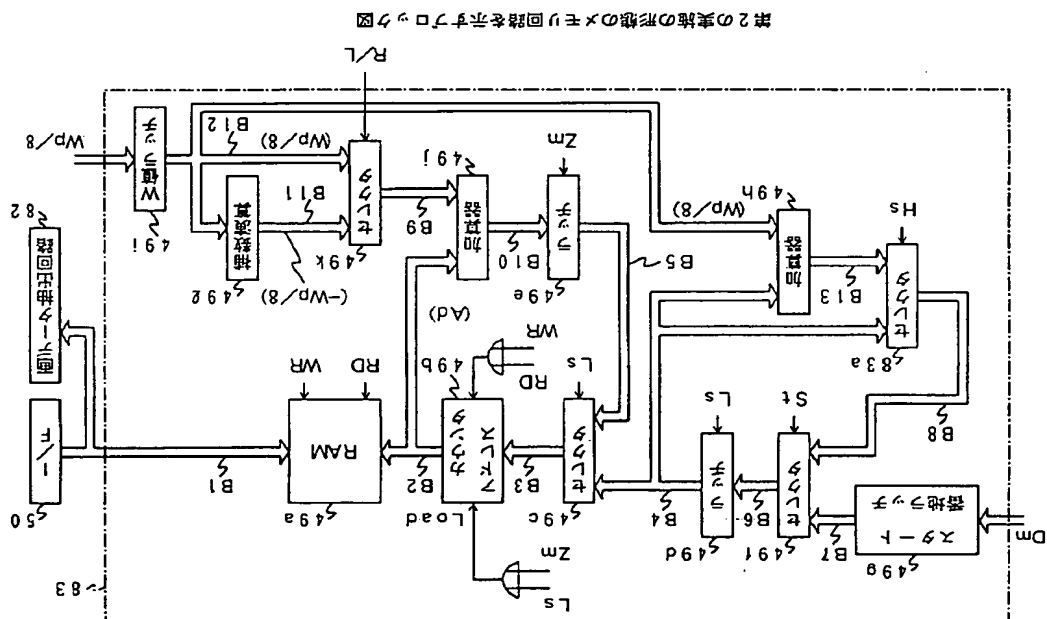 Ls
Zm
83
Dm
49g
スタート
番地ラッチ
B7
49f
セレクタ
B6
49d
ラッチ
B4
49c
セレクタ
B3
Load
アドレス
カウンタ
49b
B2
49a
RAM
B1
50
I/F
St
Ls
Ls
RD
WR
RD
WR
B8
83a
セレクタ
Hs
B13
49h
加算器
(Wp/8)
B5
49e
ラッチ
Zm
B10
(Ad)
49j
加算器
B9
49k
セレクタ
R/L
(-Wp/8)
B11
49ℓ
補数演算
(Wp/8)
B12
49i
W値ラッチ
Wp/8
82
画データ抽出回路
第2の実施の形態のメモリ回路を示すブロック図